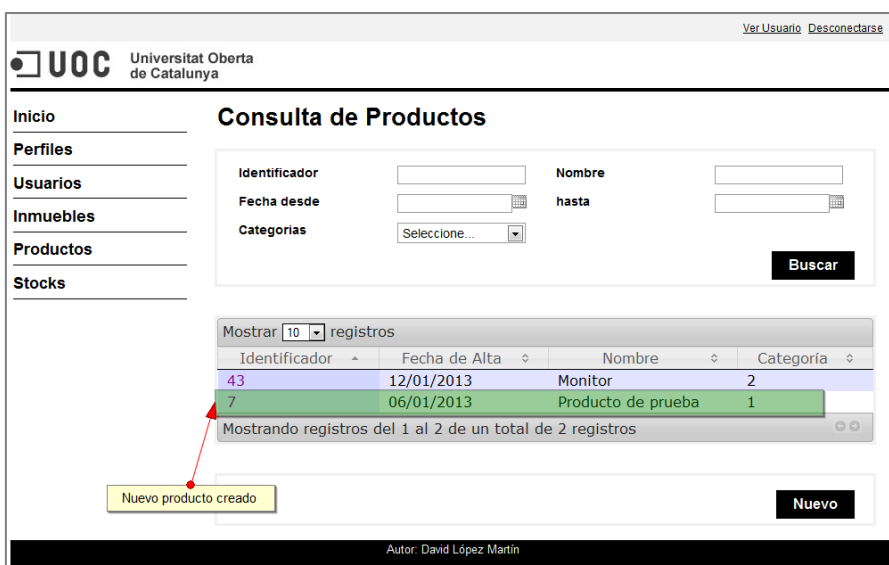 Ver Usuario Desconectarse
UOC Universitat Oberta
de Catalunya
Inicio
Perfiles
Usuarios
Inmuebles
Productos
Stocks
Consulta de Productos
Identificador Nombre
Fecha desde hasta
Categorias Seleccione...
Buscar
Mostrar 10 registros
Identificador Fecha de Alta Nombre Categoría
43 12/01/2013 Monitor 2
7 06/01/2013 Producto de prueba 1
Mostrando registros del 1 al 2 de un total de 2 registros
Nuevo producto creado
Nuevo
Autor: David López Martín